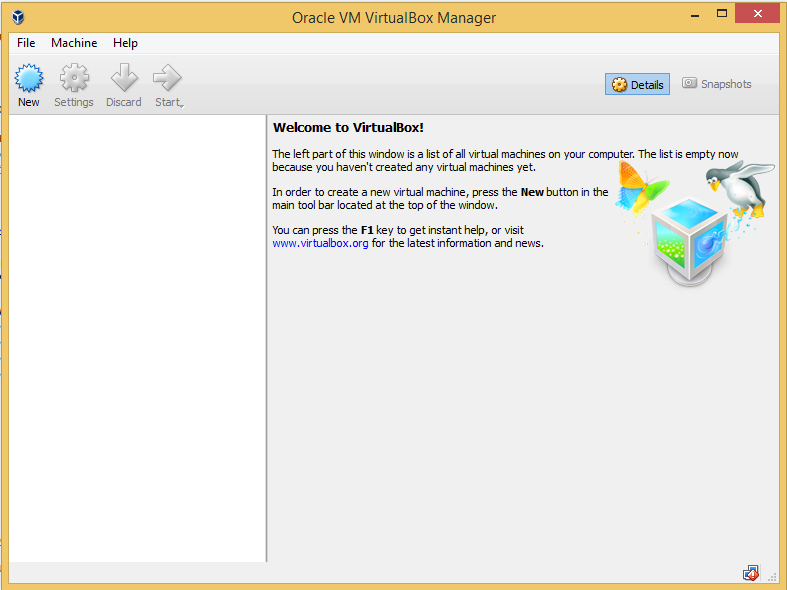 Oracle VM VirtualBox Manager
File Machine Help
New Settings Discard Start
Details Snapshots
Welcome to VirtualBox!
The left part of this window is a list of all virtual machines on your computer. The list is empty now
because you haven't created any virtual machines yet.
In order to create a new virtual machine, press the New button in the
main tool bar located at the top of the window.
You can press the F1 key to get instant help, or visit
www.virtualbox.org for the latest information and news.